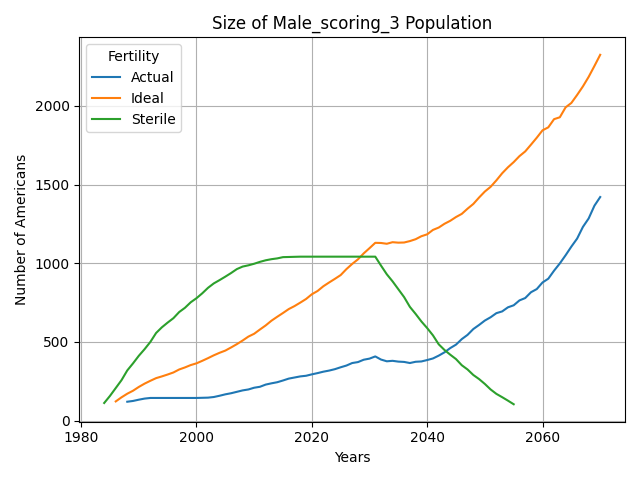 Size of Male_scoring_3 Population
Fertility
Actual
Ideal
Sterile
Number of Americans
2000
1500
1000
500
0
1980
2000
2020
2040
2060
Years